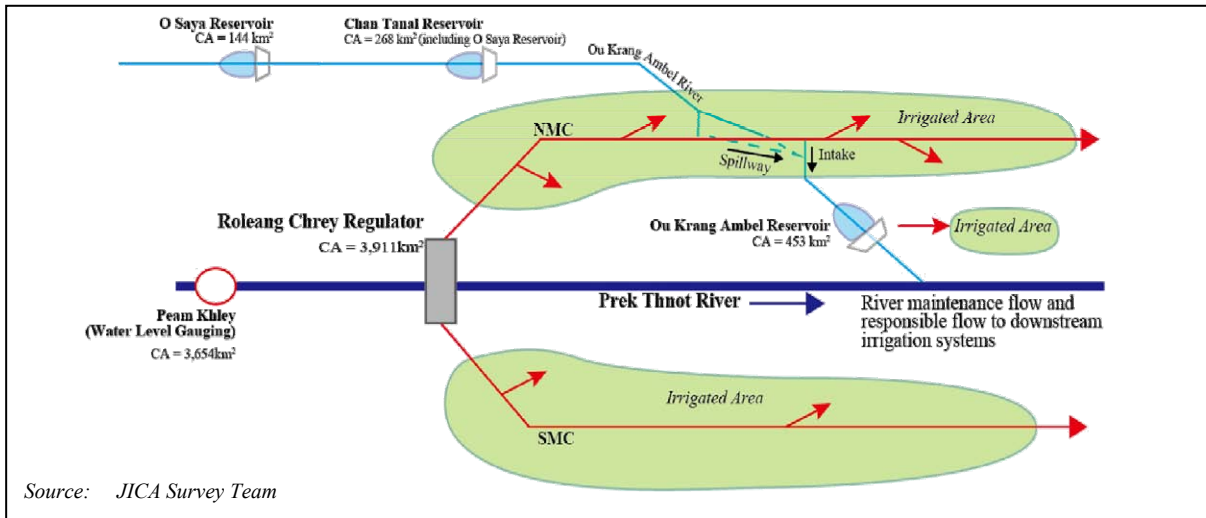 O Saya Reservoir
CA = 144 km²
Chan Tanal Reservoir
CA = 268 km² (including O Saya Reservoir)
Ou Krang Ambel River
NMC
Irrigated Area
Spillway
Intake
Roleang Chrey Regulator
CA = 3,911km²
Ou Krang Ambel Reservoir
CA = 453 km²
Irrigated Area
Peam Khley
(Water Level Gauging)
CA = 3,654km²
Prek Thnot River
River maintenance flow and
responsible flow to downstream
irrigation systems
Irrigated Area
SMC
Source: JICA Survey Team